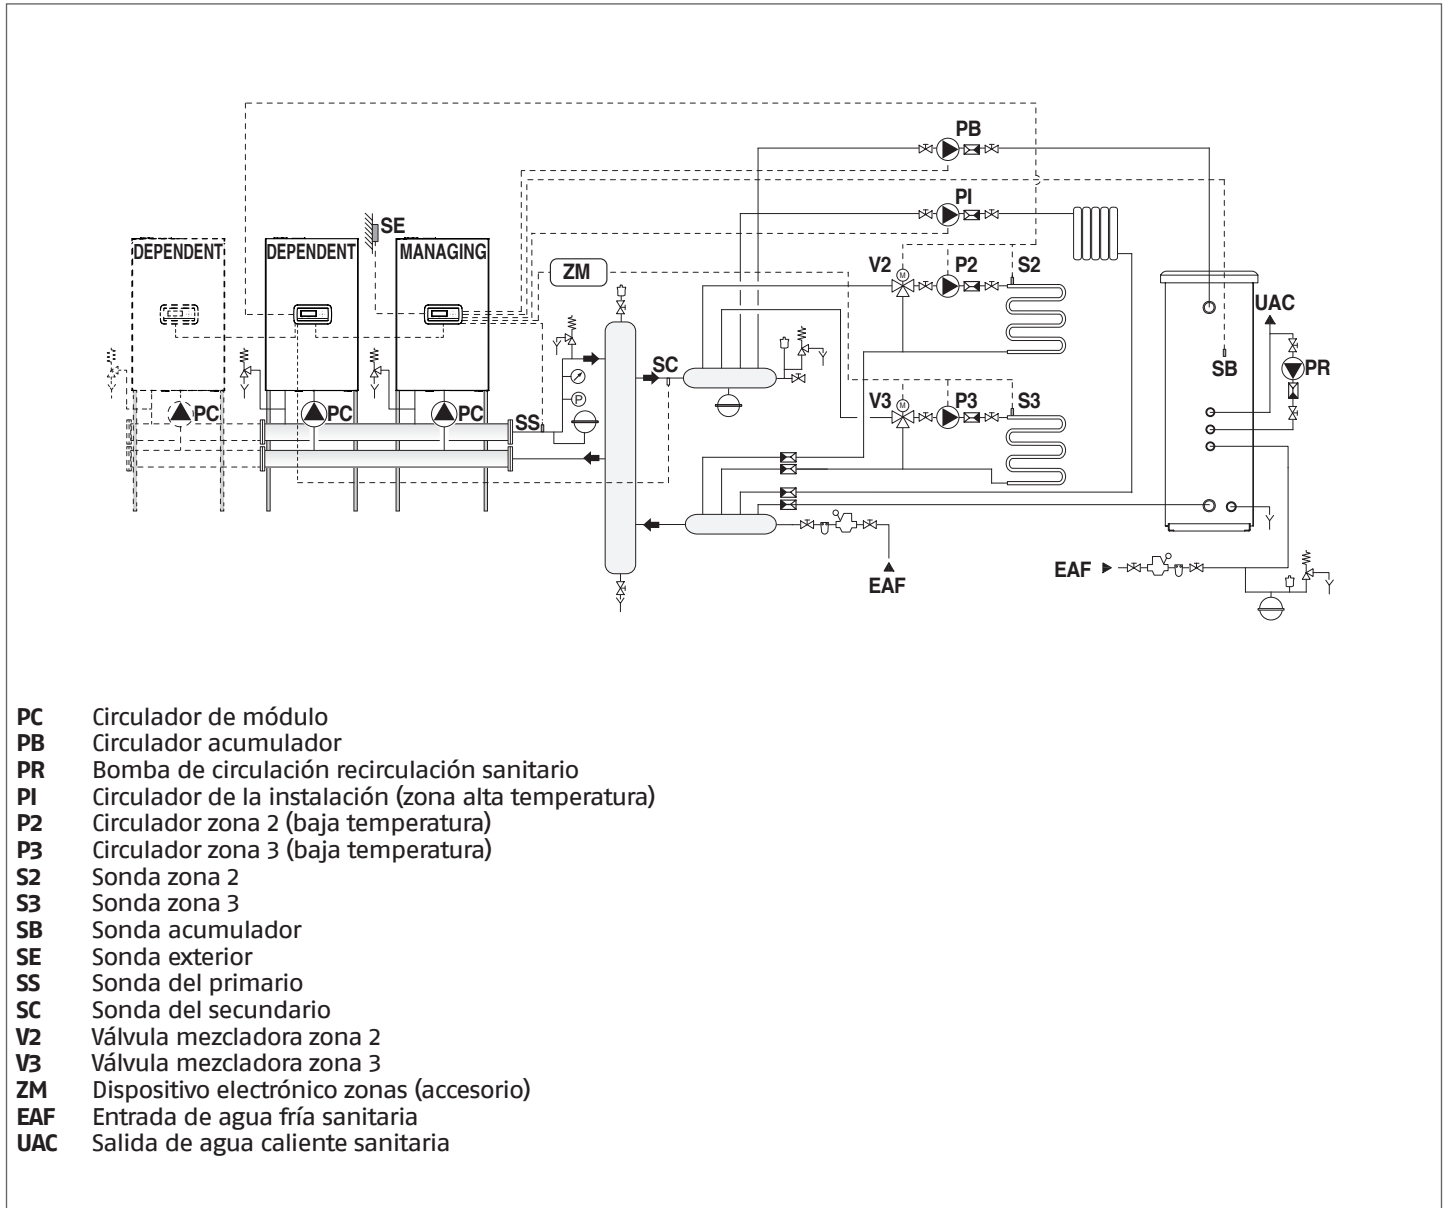 PB
PI
SE
DEPENDENT DEPENDENT MANAGING
ZM
V2 M P2 S2
UAC
SC
SB PR
V3 M P3 S3
PC PC PC SS P
EAF
EAF
PC Circulador de módulo
PB Circulador acumulador
PR Bomba de circulación recirculación sanitario
PI Circulador de la instalación (zona alta temperatura)
P2 Circulador zona 2 (baja temperatura)
P3 Circulador zona 3 (baja temperatura)
S2 Sonda zona 2
S3 Sonda zona 3
SB Sonda acumulador
SE Sonda exterior
SS Sonda del primario
SC Sonda del secundario
V2 Válvula mezcladora zona 2
V3 Válvula mezcladora zona 3
ZM Dispositivo electrónico zonas (accesorio)
EAF Entrada de agua fría sanitaria
UAC Salida de agua caliente sanitaria